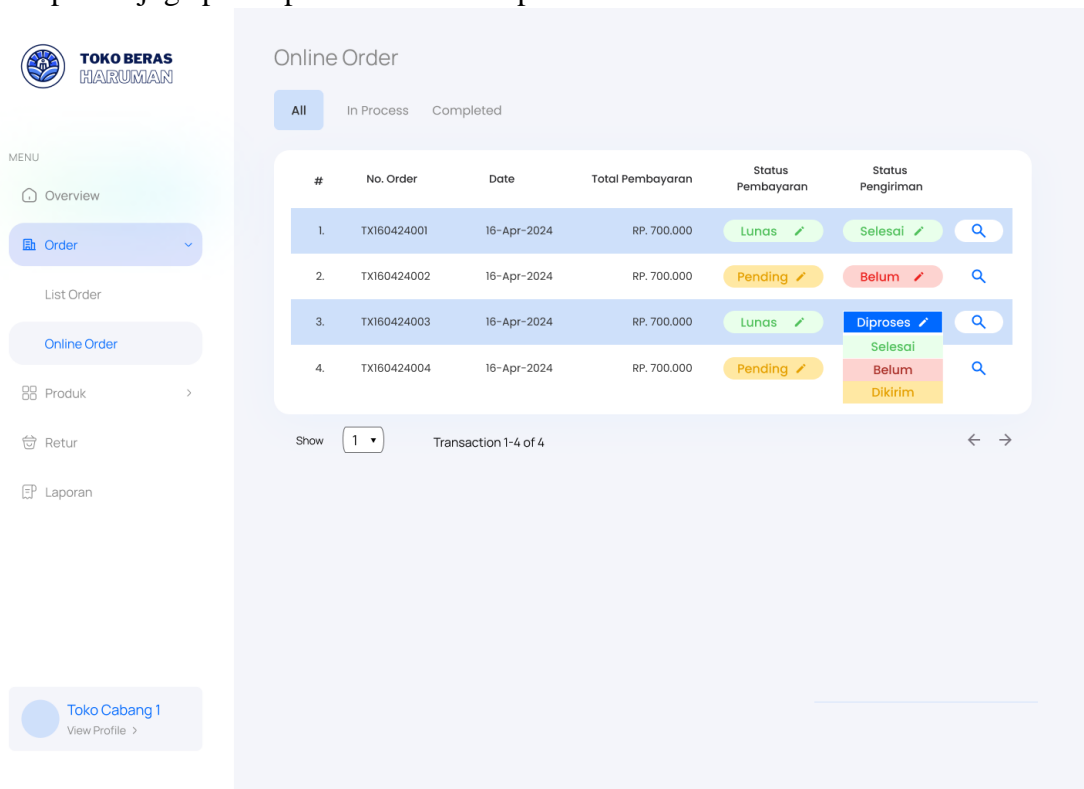 TOKO BERAS
HARUMAN
MENU
Overview
Order
List Order
Online Order
Produk
Retur
Laporan
Toko Cabang 1
View Profile
Online Order
All In Process Completed
# No. Order Date Total Pembayaran Status Pembayaran Status Pengiriman
1. TX160424001 16-Apr-2024 RP. 700.000 Lunas Selesai
2. TX160424002 16-Apr-2024 RP. 700.000 Pending Belum
3. TX160424003 16-Apr-2024 RP. 700.000 Lunas Diproses
Selesai
4. TX160424004 16-Apr-2024 RP. 700.000 Pending Belum
Dikirim
Show 1 Transaction 1-4 of 4